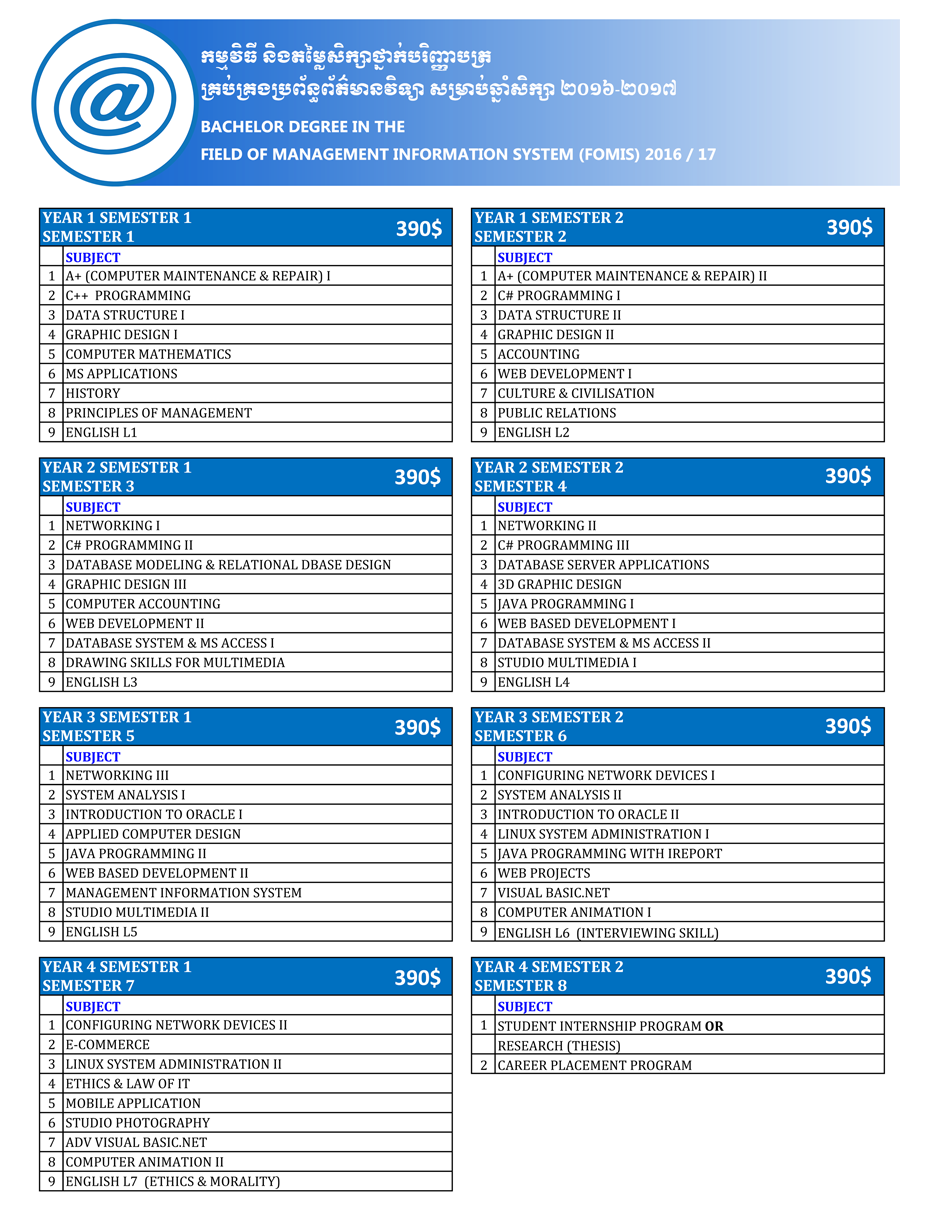 @
កម្មវិធី និងតម្លៃសិក្សាថ្នាក់បរិញ្ញាបត្រ
គ្រប់គ្រងប្រព័ន្ធព័ត៌មានវិទ្យា សម្រាប់ឆ្នាំសិក្សា ២០១៦-២០១៧
BACHELOR DEGREE IN THE
FIELD OF MANAGEMENT INFORMATION SYSTEM (FOMIS) 2016 / 17
YEAR 1 SEMESTER 1
SEMESTER 1
390$
SUBJECT
1 A+ (COMPUTER MAINTENANCE & REPAIR) I
2 C++ PROGRAMMING
3 DATA STRUCTURE I
4 GRAPHIC DESIGN I
5 COMPUTER MATHEMATICS
6 MS APPLICATIONS
7 HISTORY
8 PRINCIPLES OF MANAGEMENT
9 ENGLISH L1
YEAR 1 SEMESTER 2
SEMESTER 2
390$
SUBJECT
1 A+ (COMPUTER MAINTENANCE & REPAIR) II
2 C# PROGRAMMING I
3 DATA STRUCTURE II
4 GRAPHIC DESIGN II
5 ACCOUNTING
6 WEB DEVELOPMENT I
7 CULTURE & CIVILISATION
8 PUBLIC RELATIONS
9 ENGLISH L2
YEAR 2 SEMESTER 1
SEMESTER 3
390$
SUBJECT
1 NETWORKING I
2 C# PROGRAMMING II
3 DATABASE MODELING & RELATIONAL DBASE DESIGN
4 GRAPHIC DESIGN III
5 COMPUTER ACCOUNTING
6 WEB DEVELOPMENT II
7 DATABASE SYSTEM & MS ACCESS I
8 DRAWING SKILLS FOR MULTIMEDIA
9 ENGLISH L3
YEAR 2 SEMESTER 2
SEMESTER 4
390$
SUBJECT
1 NETWORKING II
2 C# PROGRAMMING III
3 DATABASE SERVER APPLICATIONS
4 3D GRAPHIC DESIGN
5 JAVA PROGRAMMING I
6 WEB BASED DEVELOPMENT I
7 DATABASE SYSTEM & MS ACCESS II
8 STUDIO MULTIMEDIA I
9 ENGLISH L4
YEAR 3 SEMESTER 1
SEMESTER 5
390$
SUBJECT
1 NETWORKING III
2 SYSTEM ANALYSIS I
3 INTRODUCTION TO ORACLE I
4 APPLIED COMPUTER DESIGN
5 JAVA PROGRAMMING II
6 WEB BASED DEVELOPMENT II
7 MANAGEMENT INFORMATION SYSTEM
8 STUDIO MULTIMEDIA II
9 ENGLISH L5
YEAR 3 SEMESTER 2
SEMESTER 6
390$
SUBJECT
1 CONFIGURING NETWORK DEVICES I
2 SYSTEM ANALYSIS II
3 INTRODUCTION TO ORACLE II
4 LINUX SYSTEM ADMINISTRATION I
5 JAVA PROGRAMMING WITH IREPORT
6 WEB PROJECTS
7 VISUAL BASIC.NET
8 COMPUTER ANIMATION I
9 ENGLISH L6 (INTERVIEWING SKILL)
YEAR 4 SEMESTER 1
SEMESTER 7
390$
SUBJECT
1 CONFIGURING NETWORK DEVICES II
2 E-COMMERCE
3 LINUX SYSTEM ADMINISTRATION II
4 ETHICS & LAW OF IT
5 MOBILE APPLICATION
6 STUDIO PHOTOGRAPHY
7 ADV VISUAL BASIC.NET
8 COMPUTER ANIMATION II
9 ENGLISH L7 (ETHICS & MORALITY)
YEAR 4 SEMESTER 2
SEMESTER 8
390$
SUBJECT
1 STUDENT INTERNSHIP PROGRAM OR
RESEARCH (THESIS)
2 CAREER PLACEMENT PROGRAM